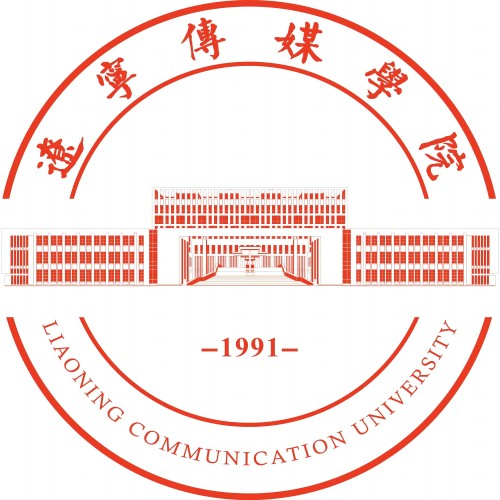 遼寧傳媒學院
–1991–
LIAONING COMMUNICATION UNIVERSITY